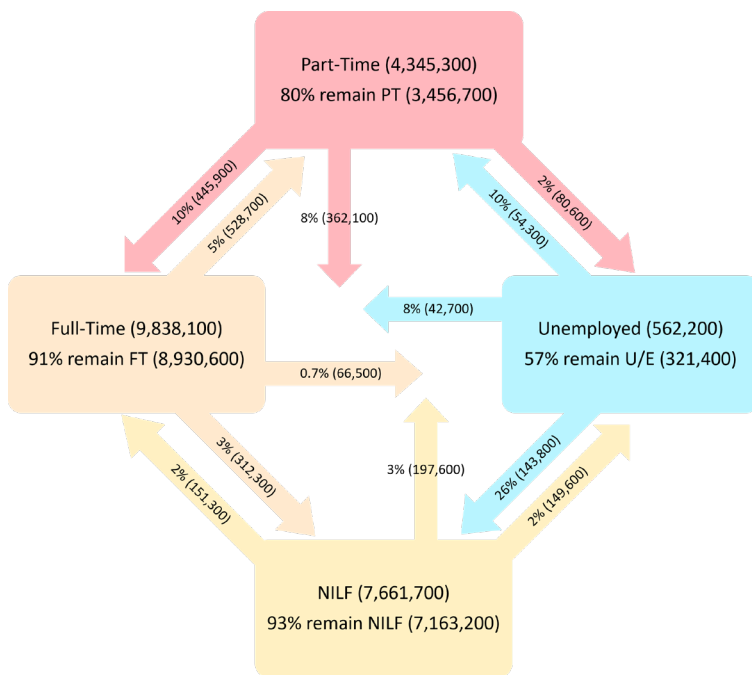 Part-Time (4,345,300)
80% remain PT (3,456,700)
10% (445,900)
5% (528,700)
8% (362,100)
10% (54,300)
2% (80,600)
Full-Time (9,838,100)
91% remain FT (8,930,600)
8% (42,700)
Unemployed (562,200)
57% remain U/E (321,400)
0.7% (66,500)
2% (151,300)
3% (312,300)
3% (197,600)
26% (143,800)
2% (149,600)
NILF (7,661,700)
93% remain NILF (7,163,200)